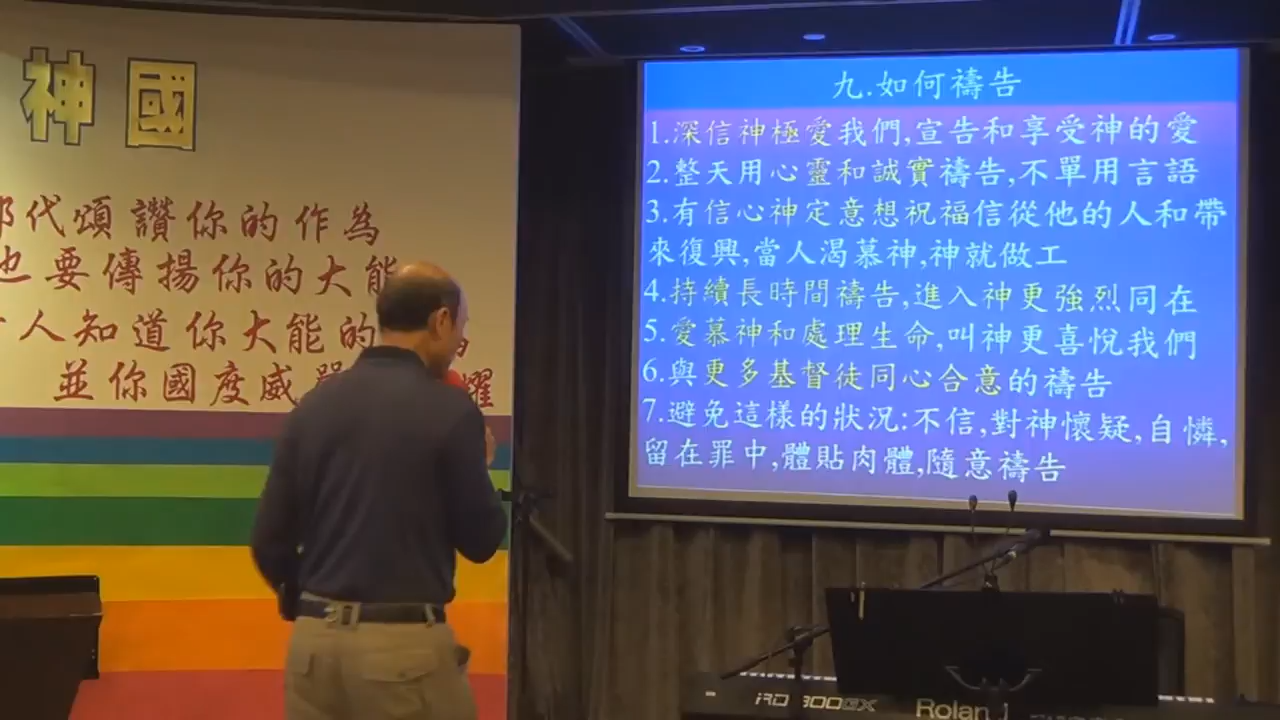 神國
代頌讚你的作為
也要傳揚你的大能
人知道你大能的
並你國度威
耀
九.如何禱告
1.深信神極愛我們,宣告和享受神的愛
2.整天用心靈和誠實禱告,不單用言語
3.有信心神定意想祝福信從他的人和帶
來復興,當人渴慕神,神就做工
4.持續長時間禱告,進入神更強烈同在
5.愛慕神和處理生命,叫神更喜悅我們
6.與更多基督徒同心合意的禱告
7.避免這樣的狀況:不信,對神懷疑,自憐,
留在罪中,體貼肉體,隨意禱告
RD 300GX
Roland